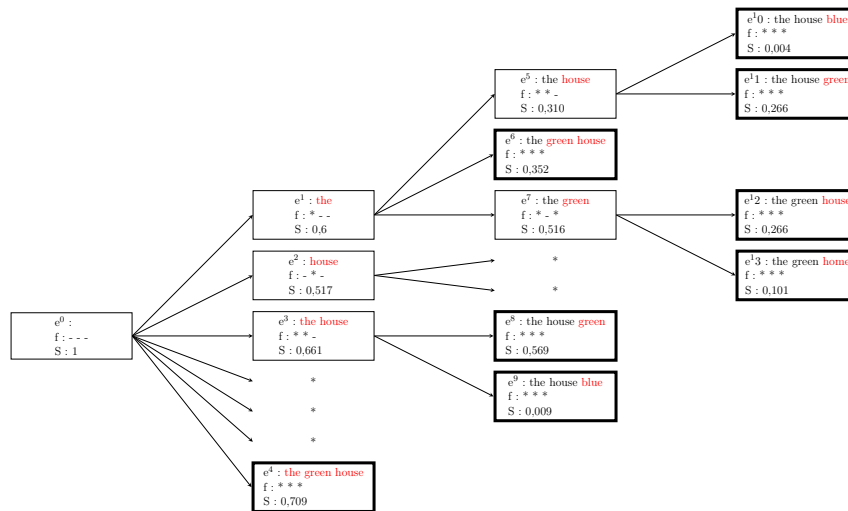 e⁰ :
f : - - -
S : 1
e¹ : the
f : * - -
S : 0,6
e² : house
f : - * -
S : 0,517
e³ : the house
f : * * -
S : 0,661
*
*
*
e⁴ : the green house
f : * * *
S : 0,709
e⁵ : the house
f : * * -
S : 0,310
e⁶ : the green house
f : * * *
S : 0,352
e⁷ : the green
f : * - *
S : 0,516
*
*
e⁸ : the house green
f : * * *
S : 0,569
e⁹ : the house blue
f : * * *
S : 0,009
e¹0 : the house blue
f : * * *
S : 0,004
e¹1 : the house green
f : * * *
S : 0,266
e¹2 : the green house
f : * * *
S : 0,266
e¹3 : the green home
f : * * *
S : 0,101